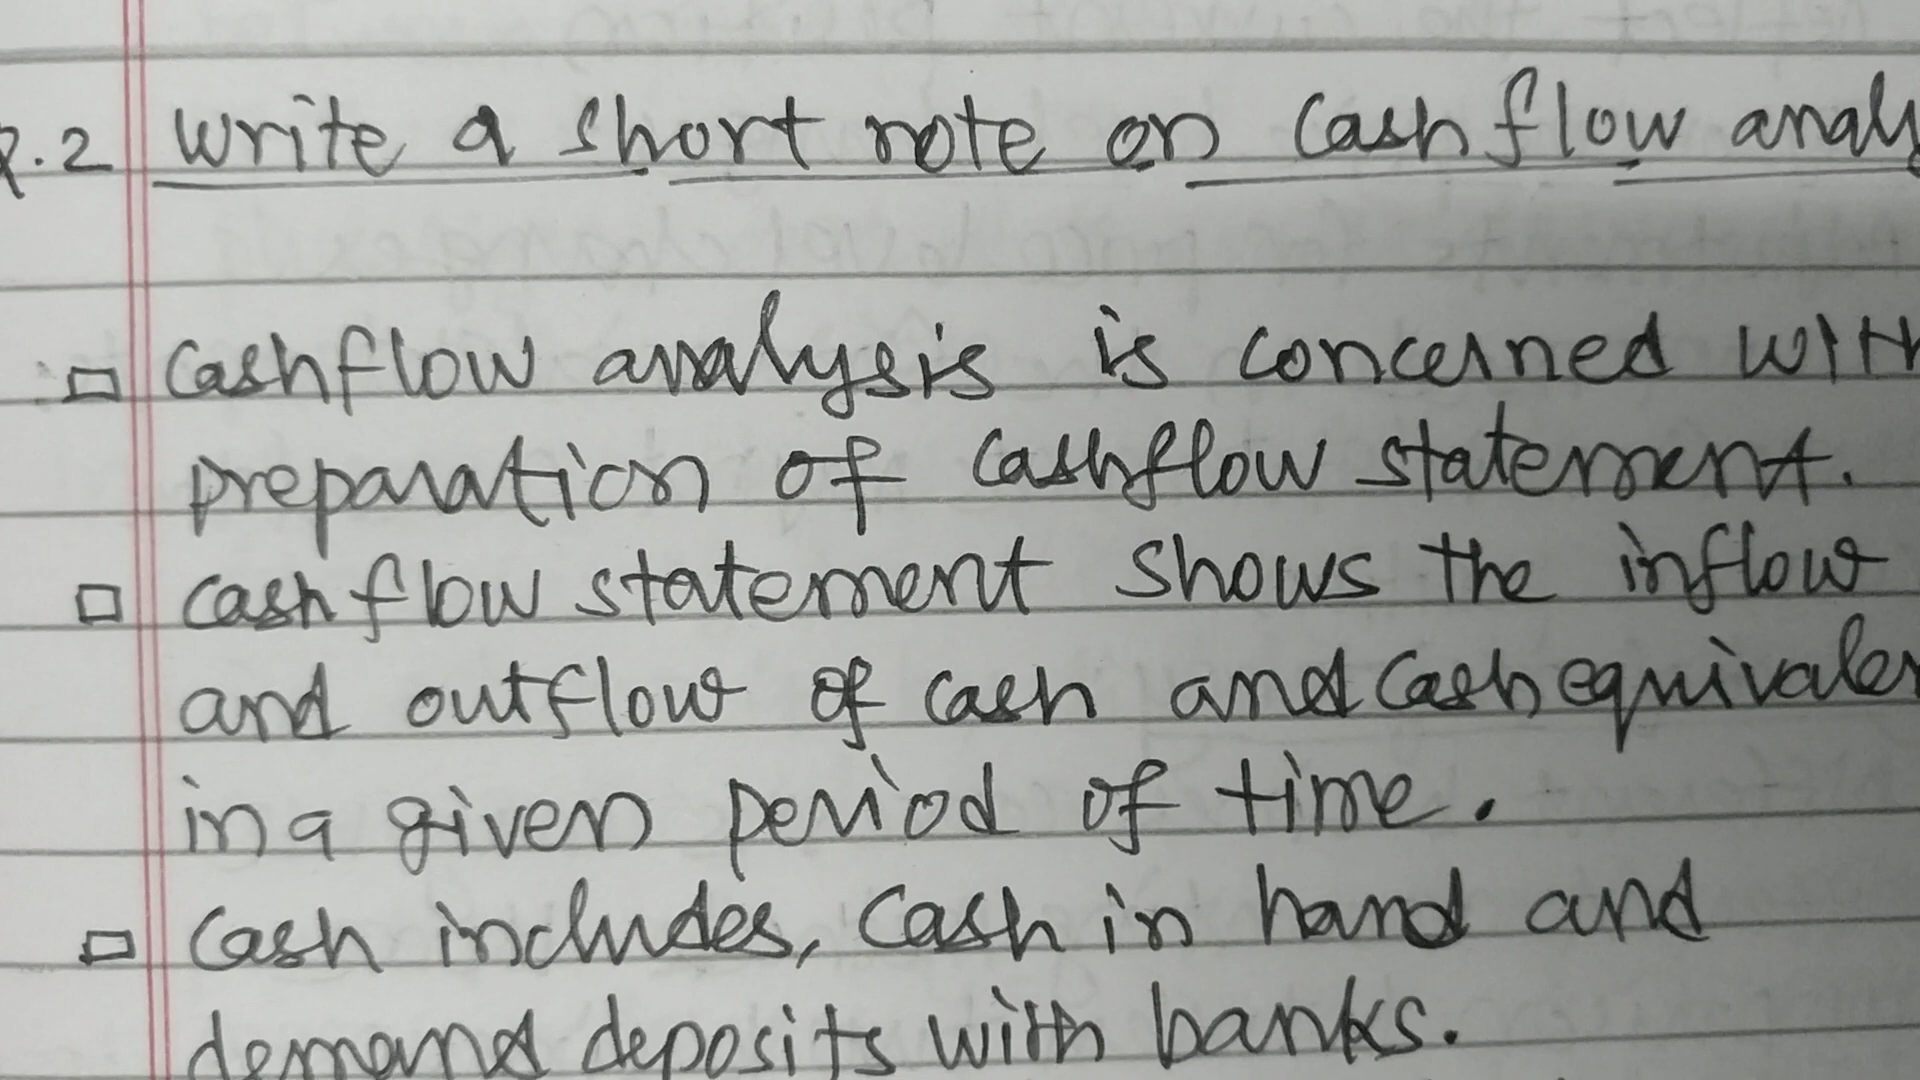 .2 Write a short note on Cash flow analy
Cashflow analysis is concerned with
preparation of cashflow statement.
cash flow statement shows the inflow
and outflow of cash and Cash equivalen
in a given period of time.
Cash includes, Cash in hand and
demand deposits with banks.